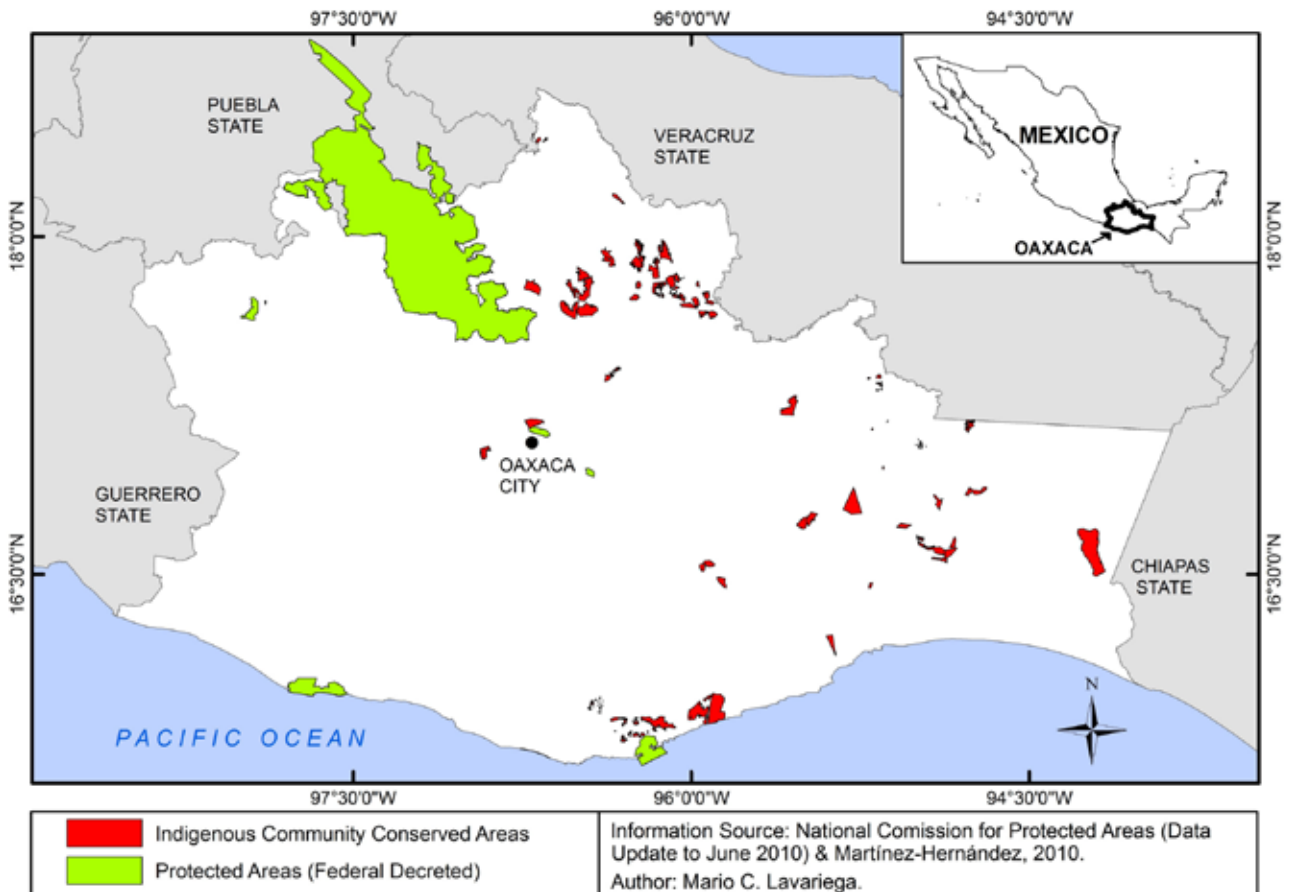 97°30'0"W 96°0'0"W 94°30'0"W
PUEBLA
STATE
VERACRUZ
STATE
MEXICO
OAXACA
18°0'0"N
18°0'0"N
OAXACA
CITY
GUERRERO
STATE
CHIAPAS
STATE
16°30'0"N
16°30'0"N
N
PACIFIC OCEAN
97°30'0"W 96°0'0"W 94°30'0"W
Indigenous Community Conserved Areas
Protected Areas (Federal Decreted)
Information Source: National Comission for Protected Areas (Data
Update to June 2010) & Martínez-Hernández, 2010.
Author: Mario C. Lavariega.